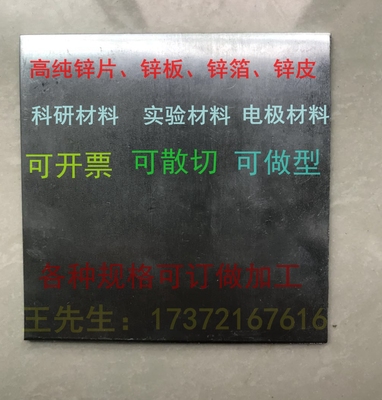 高纯锌片、锌板、锌箔、锌皮
科研材料 实验材料 电极材料
可开票 可散切 可做型
各种规格可订做加工
王先生：17372167616